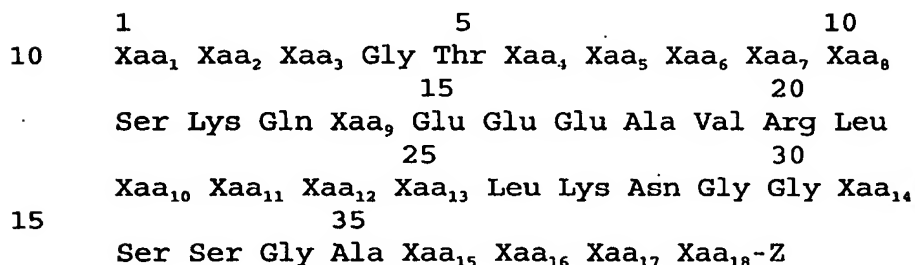 1 5 10
10 Xaa₁ Xaa₂ Xaa₃ Gly Thr Xaa₄ Xaa₅ Xaa₆ Xaa₇ Xaa₈
15 20
Ser Lys Gln Xaa₉ Glu Glu Glu Ala Val Arg Leu
25 30
Xaa₁₀ Xaa₁₁ Xaa₁₂ Xaa₁₃ Leu Lys Asn Gly Gly Xaa₁₄
15 35
Ser Ser Gly Ala Xaa₁₅ Xaa₁₆ Xaa₁₇ Xaa₁₈-Z